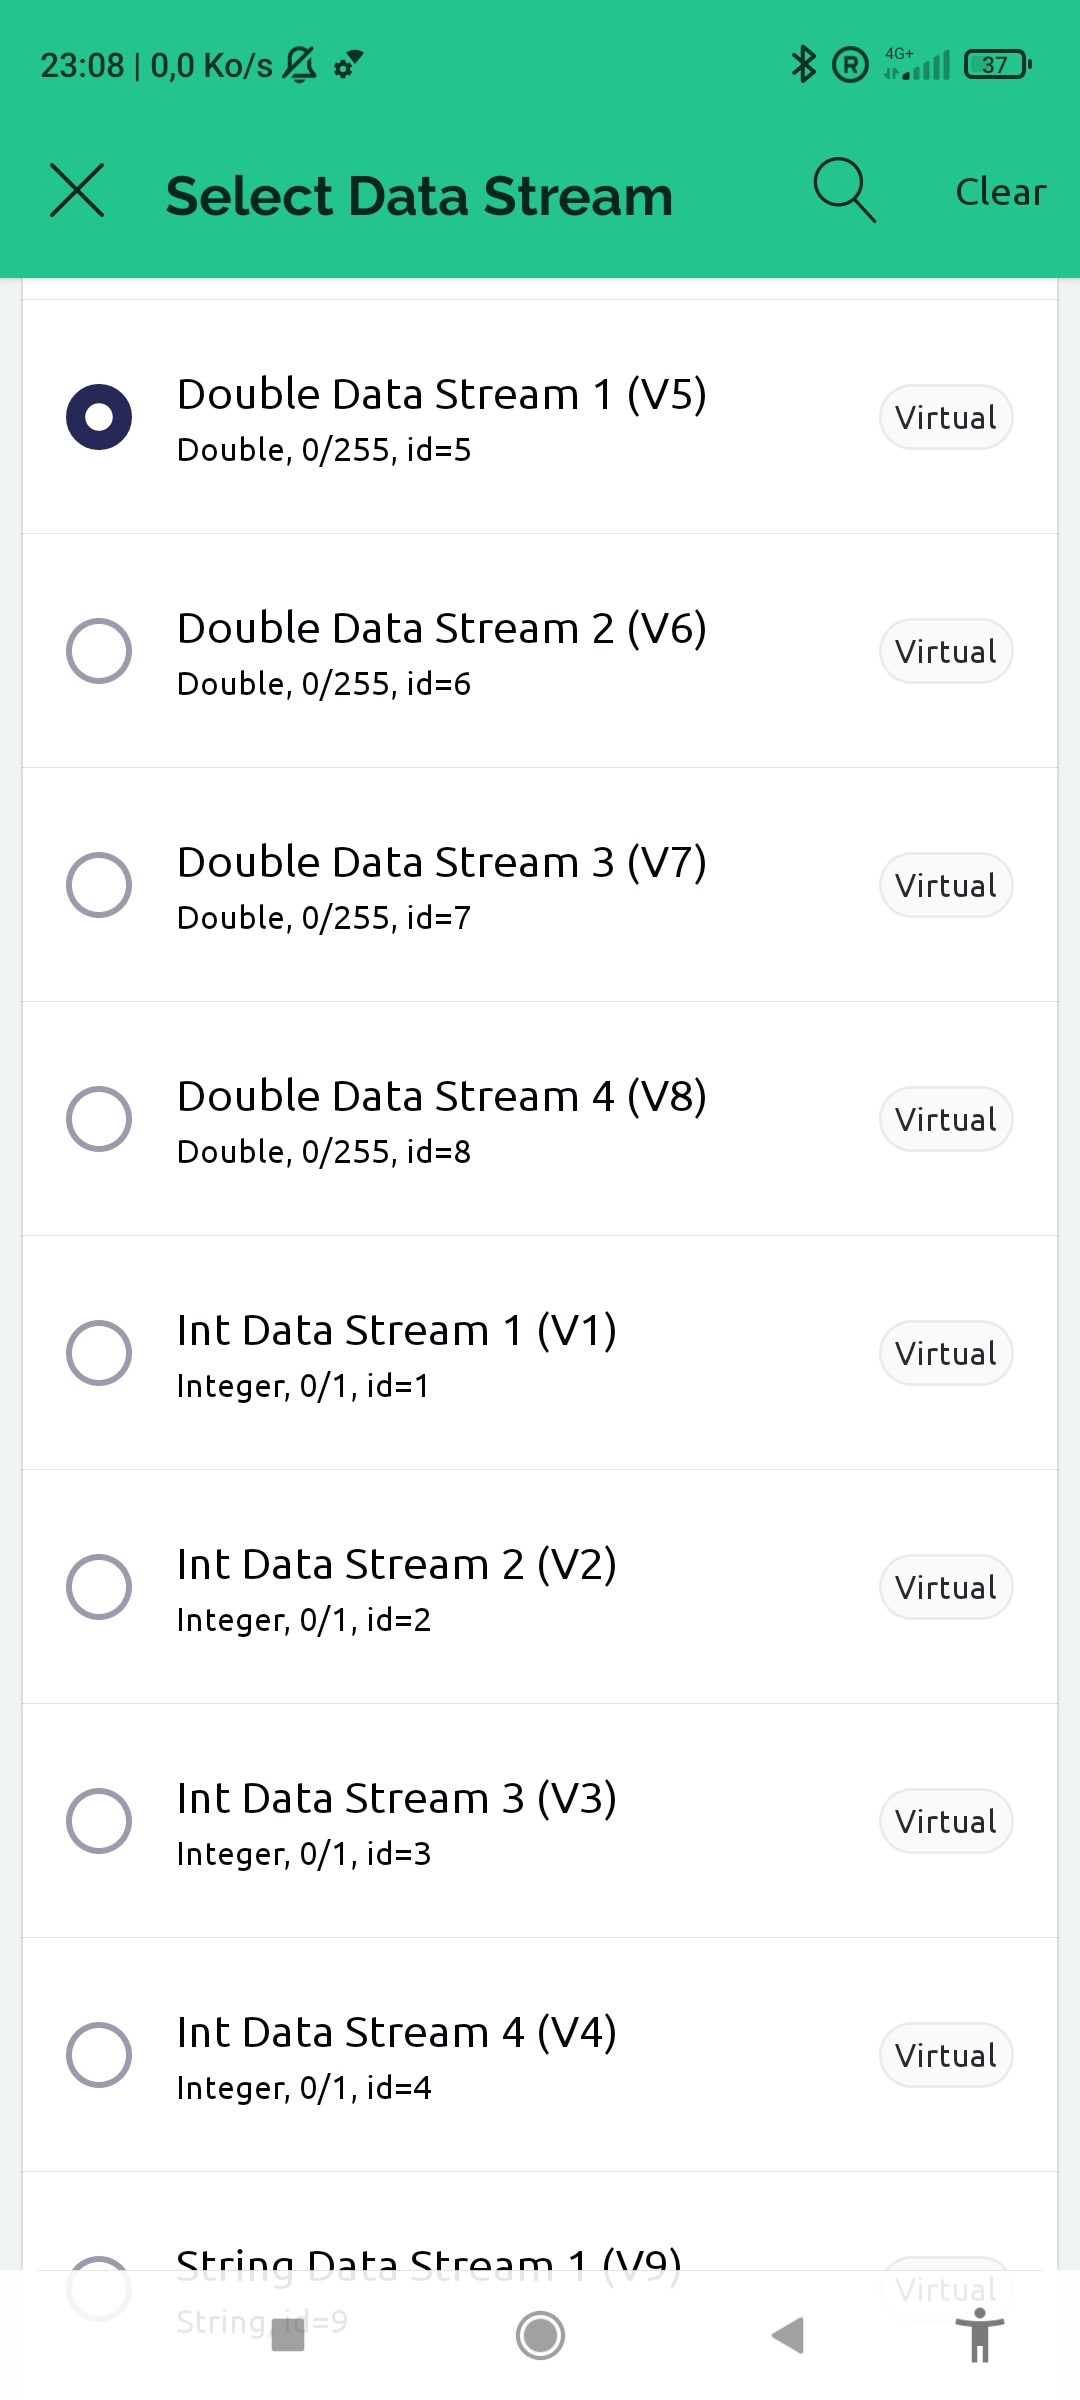 23:08 | 0,0 Ko/s
R 4G+ 37
Select Data Stream
Clear
Double Data Stream 1 (V5)
Double, 0/255, id=5
Virtual
Double Data Stream 2 (V6)
Double, 0/255, id=6
Virtual
Double Data Stream 3 (V7)
Double, 0/255, id=7
Virtual
Double Data Stream 4 (V8)
Double, 0/255, id=8
Virtual
Int Data Stream 1 (V1)
Integer, 0/1, id=1
Virtual
Int Data Stream 2 (V2)
Integer, 0/1, id=2
Virtual
Int Data Stream 3 (V3)
Integer, 0/1, id=3
Virtual
Int Data Stream 4 (V4)
Integer, 0/1, id=4
Virtual
String Data Stream 1 (V9)
String, id=9
Virtual